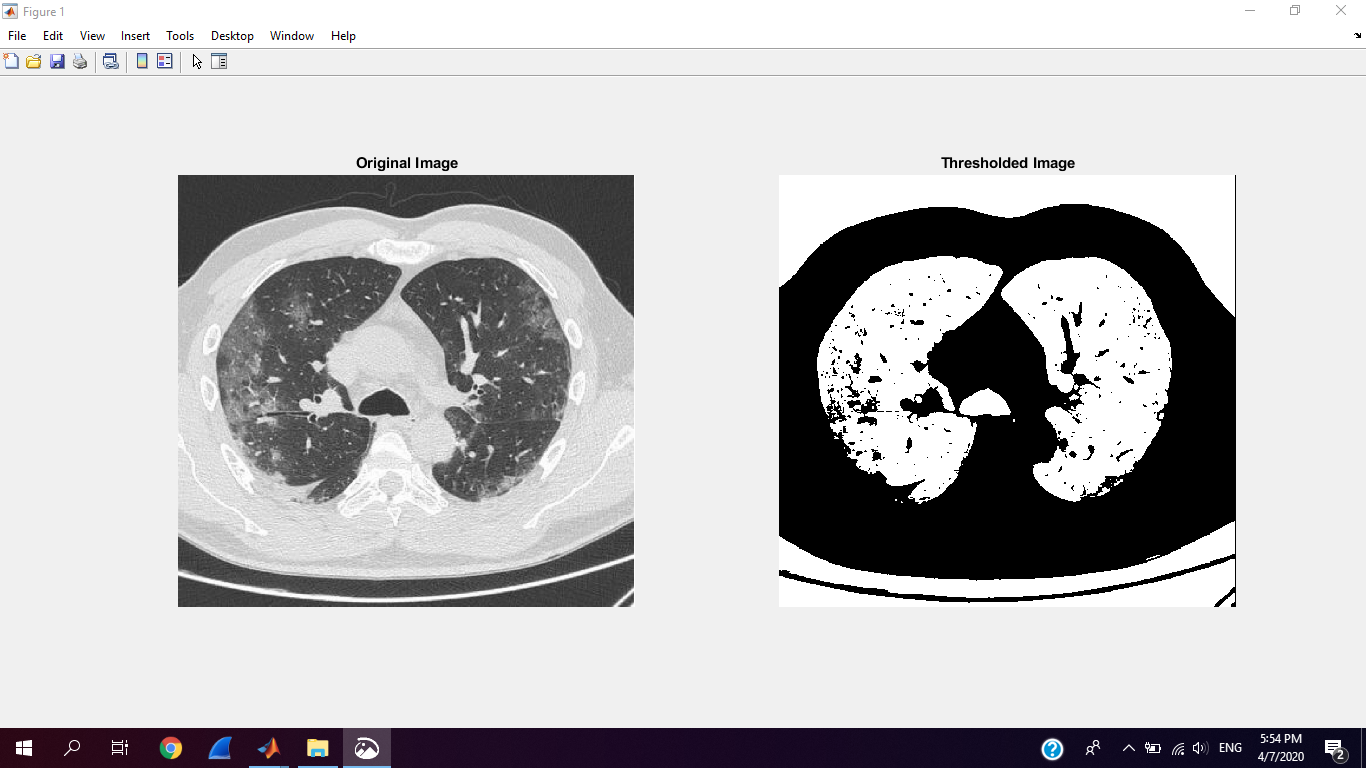 Figure 1
File Edit View Insert Tools Desktop Window Help
Original Image
Thresholded Image
5:54 PM
ENG
4/7/2020
2